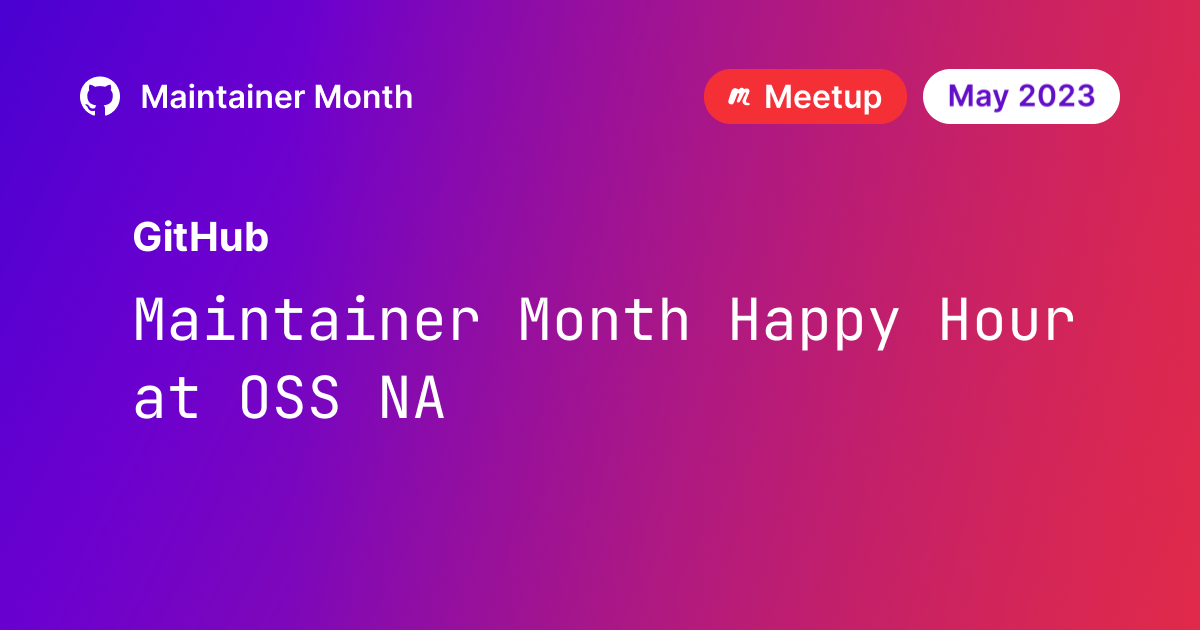 Maintainer Month
Meetup
May 2023
GitHub
Maintainer Month Happy Hour
at OSS NA